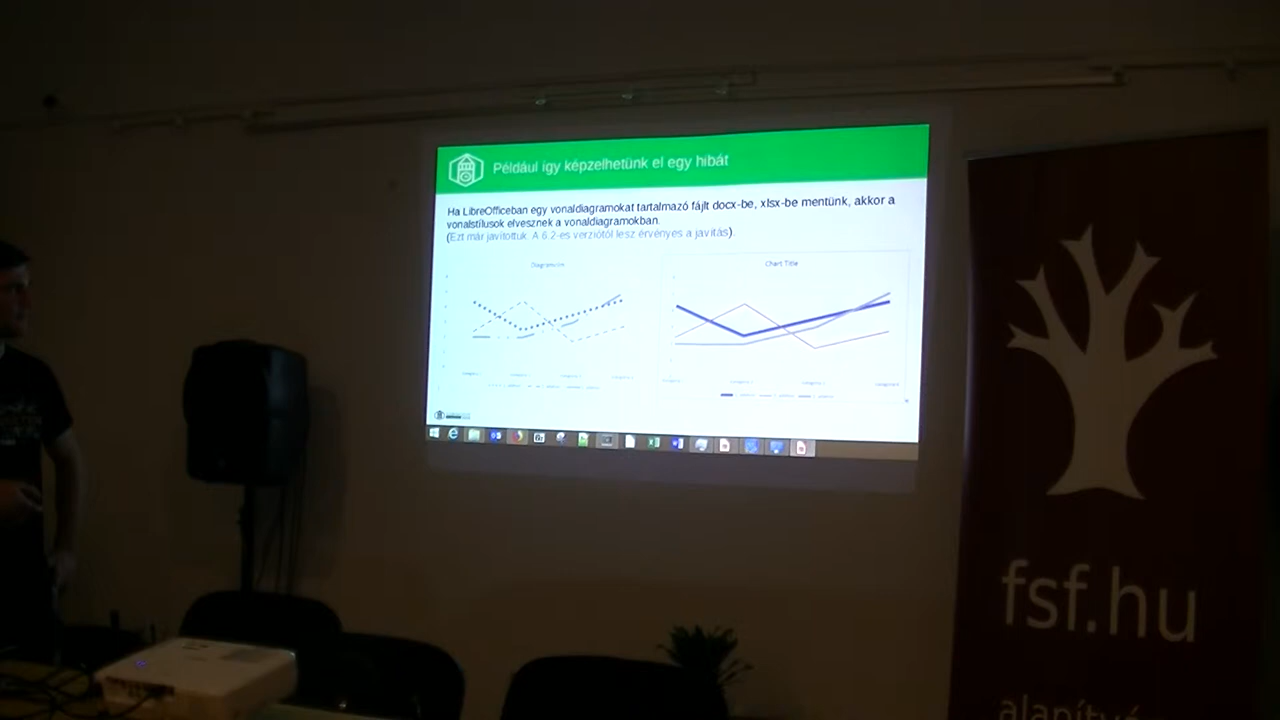 Például így képzelhetünk el egy hibát
Ha LibreOfficeban egy vonaldiagramokat tartalmazó fájlt docx-be, xlsx-be mentünk, akkor a
vonalstílusok elvesznek a vonaldiagramokban.
(Ezt már javítottuk. A 6.2-es verziótól lesz érvényes a javítás).
Chart Title
fsf.hu